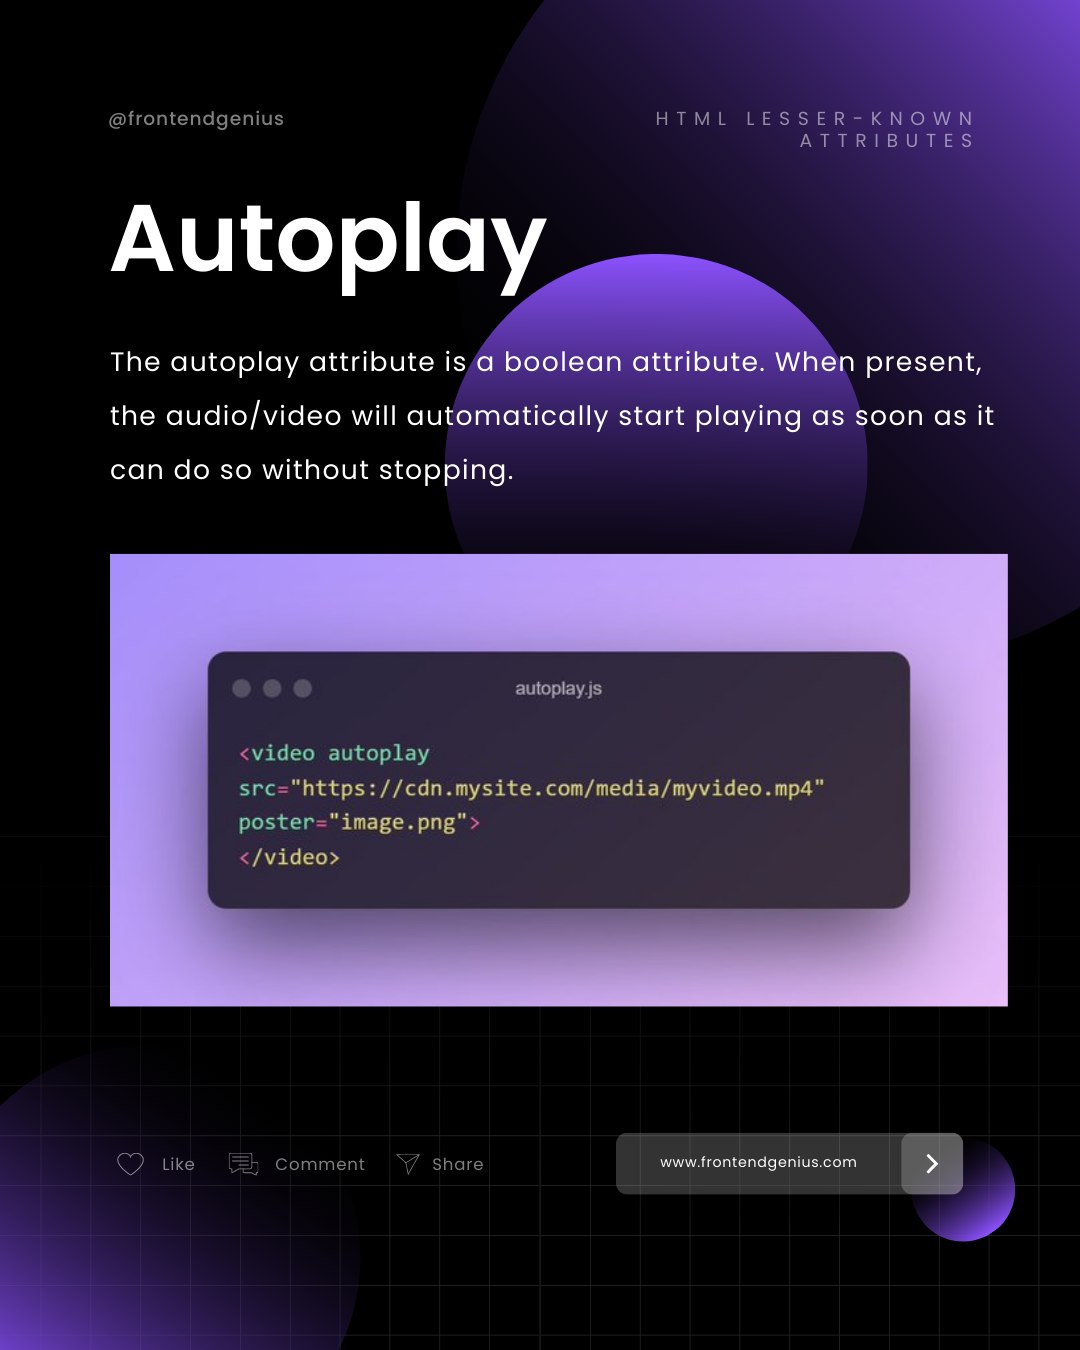 @frontendgenius
HTML LESSER-KNOWN
ATTRIBUTES
Autoplay
The autoplay attribute is a boolean attribute. When present,
the audio/video will automatically start playing as soon as it
can do so without stopping.
autoplay.js
<video autoplay
src="https://cdn.mysite.com/media/myvideo.mp4"
poster="image.png">
</video>
Like Comment Share
www.frontendgenius.com